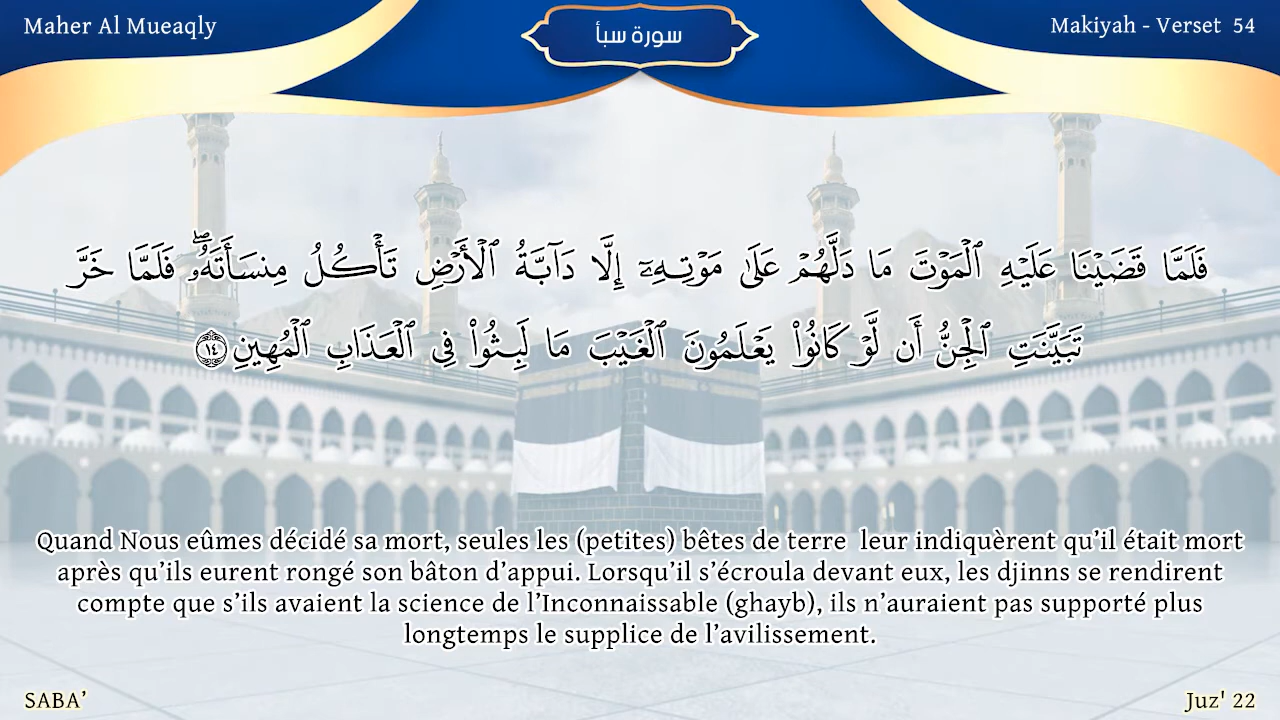 Maher Al Mueaqly
سورة سبأ
Makiyah - Verset 54
فَلَمَّا قَضَيْنَا عَلَيْهِ ٱلْمَوْتَ مَا دَلَّهُمْ عَلَىٰ مَوْتِهِۦٓ إِلَّا دَآبَّةُ ٱلْأَرْضِ تَأْكُلُ مِنسَأَتَهُۥ ۖ فَلَمَّا خَرَّ
تَبَيَّنَتِ ٱلْجِنُّ أَن لَّوْ كَانُوا۟ يَعْلَمُونَ ٱلْغَيْبَ مَا لَبِثُوا۟ فِى ٱلْعَذَابِ ٱلْمُهِينِ ١٤
Quand Nous eûmes décidé sa mort, seules les (petites) bêtes de terre leur indiquèrent qu’il était mort
après qu’ils eurent rongé son bâton d’appui. Lorsqu’il s’écroula devant eux, les djinns se rendirent
compte que s’ils avaient la science de l’Inconnaissable (ghayb), ils n’auraient pas supporté plus
longtemps le supplice de l’avilissement.
SABA’
Juz' 22